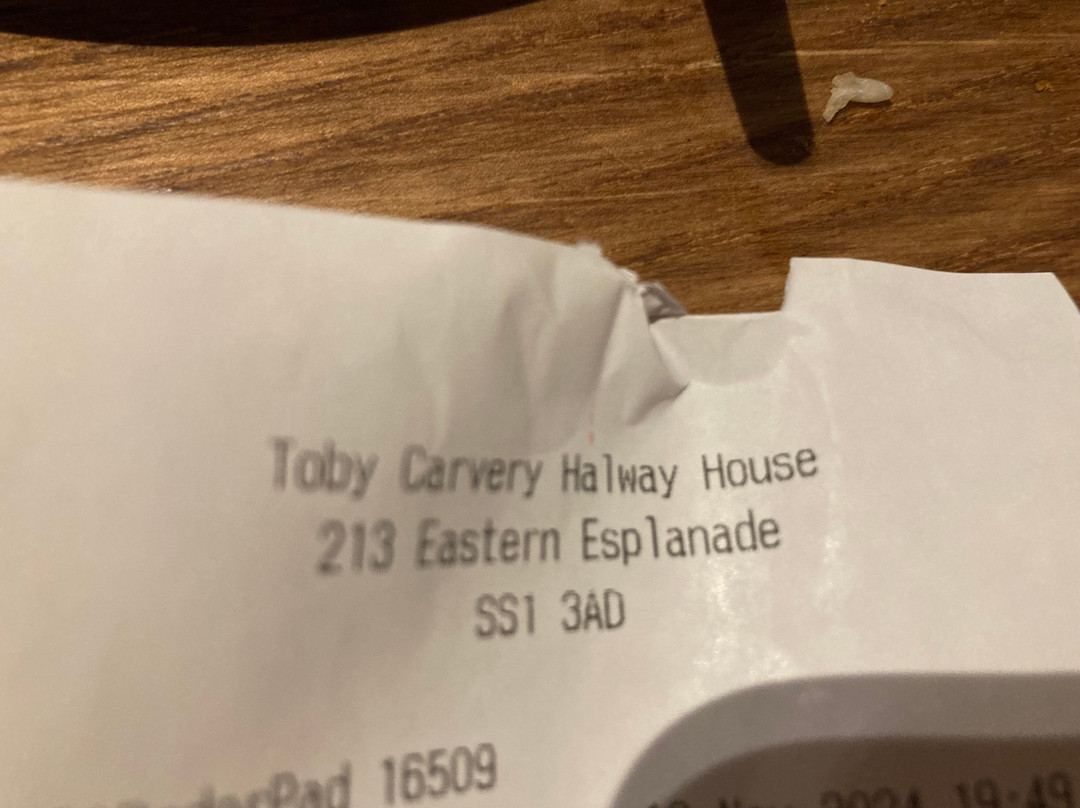 Toby Carvery Halway House
213 Eastern Esplanade
SS1 3AD
16509